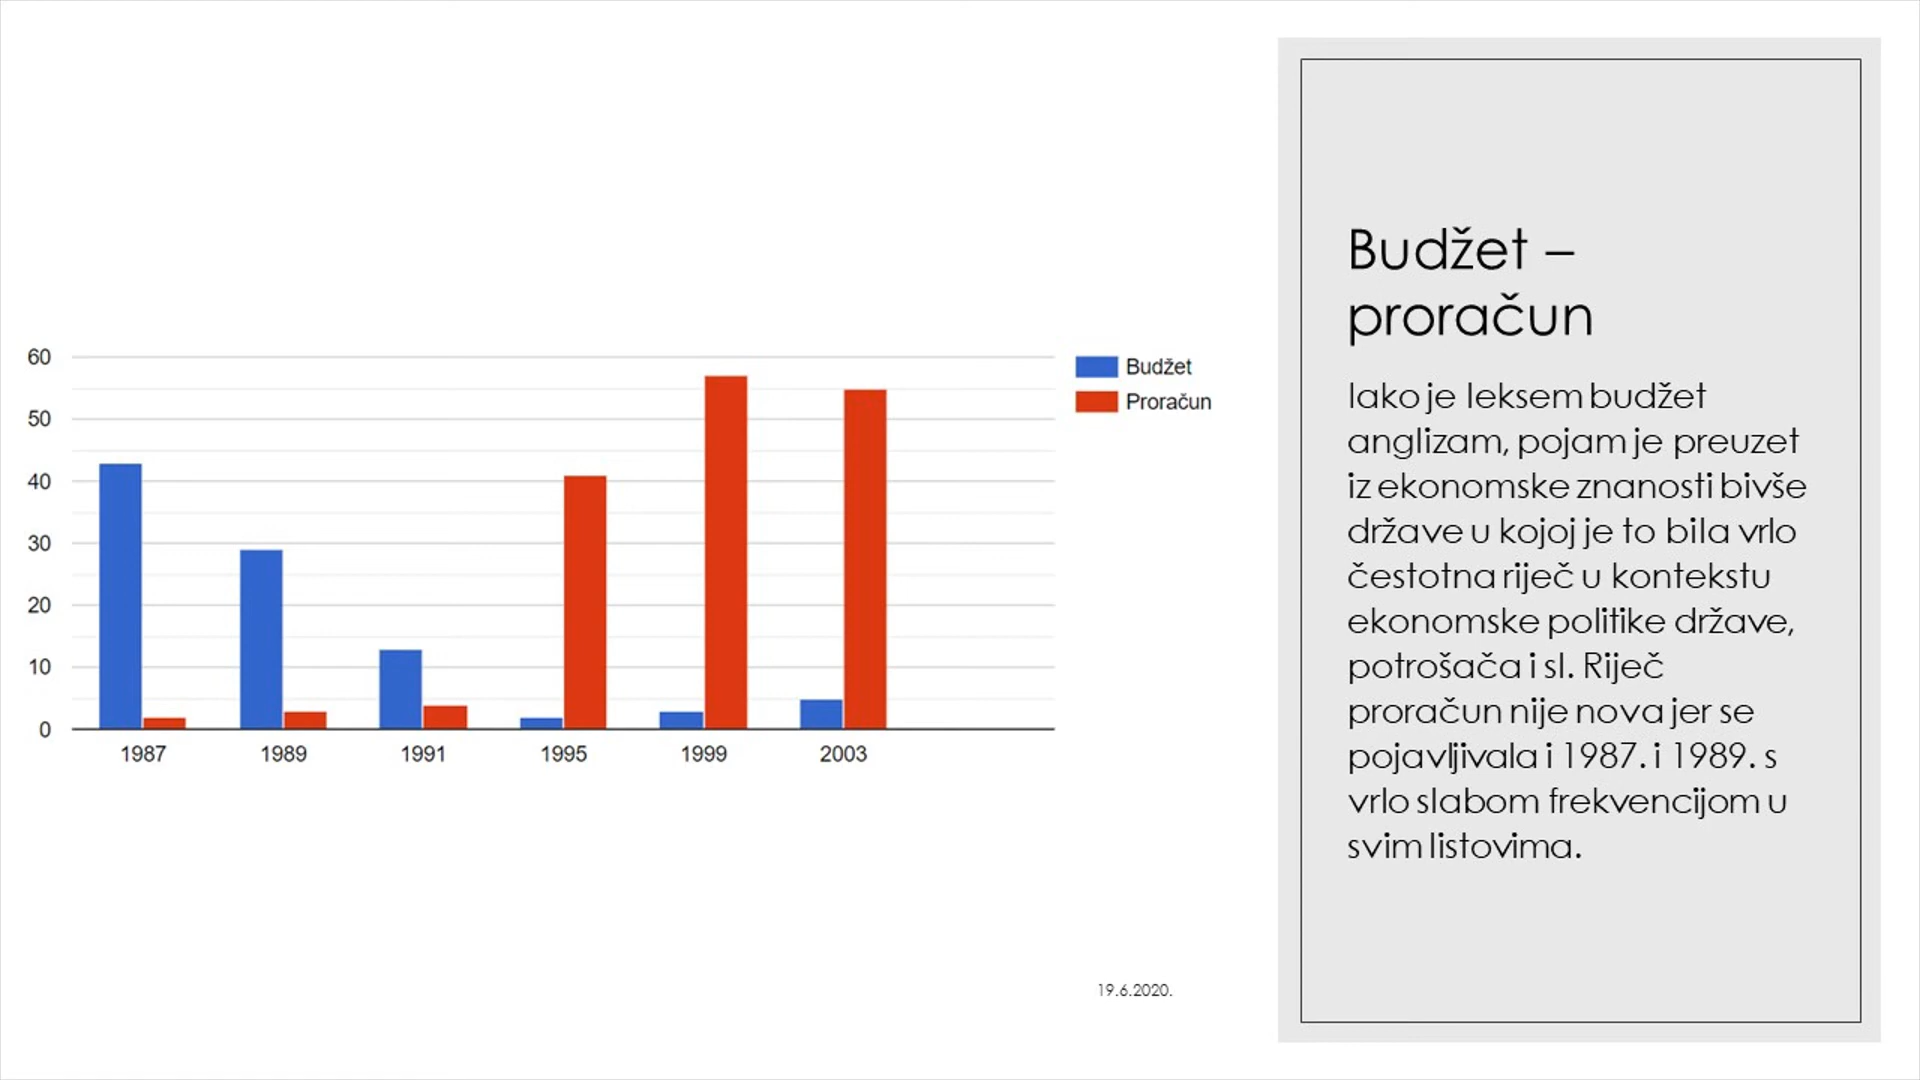 60
50
40
30
20
10
0
1987 1989 1991 1995 1999 2003
Budžet
Proračun
19.6.2020.
Budžet –
proračun
Iako je leksem budžet
anglizam, pojam je preuzet
iz ekonomske znanosti bivše
države u kojoj je to bila vrlo
čestotna riječ u kontekstu
ekonomske politike države,
potrošača i sl. Riječ
proračun nije nova jer se
pojavljivala i 1987. i 1989. s
vrlo slabom frekvencijom u
svim listovima.